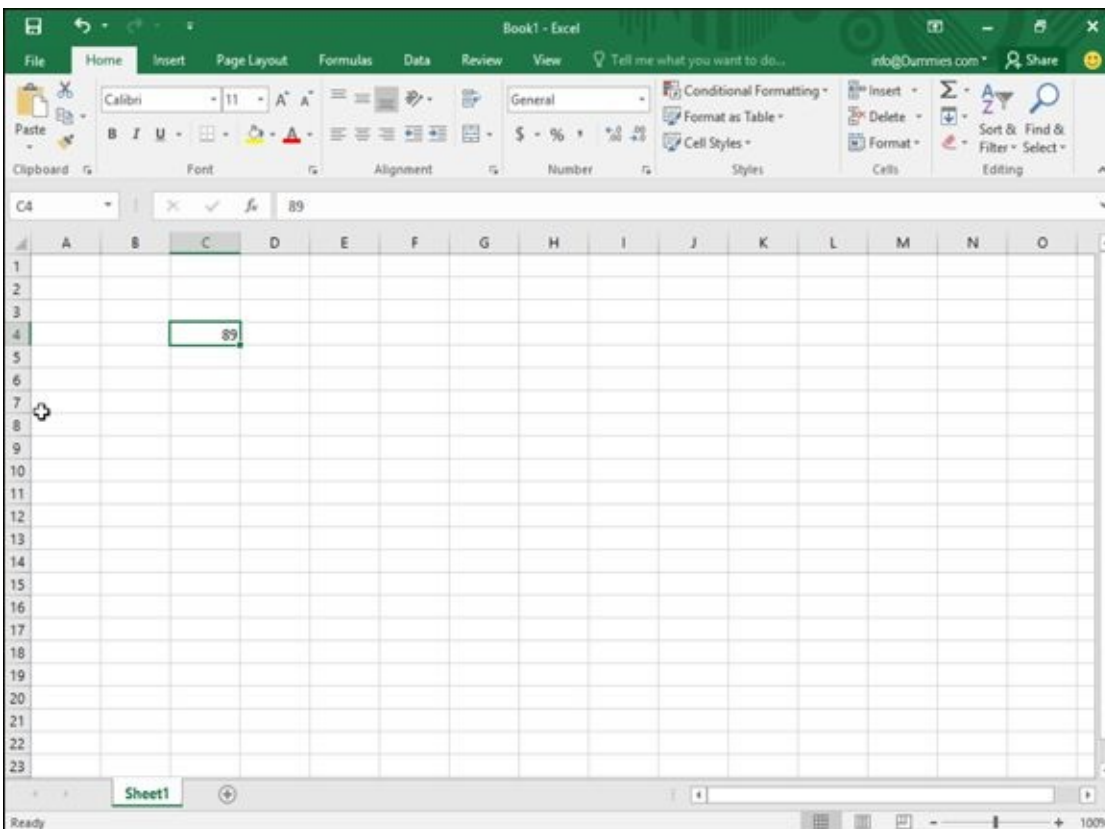 Book1 - Excel
File Home Insert Page Layout Formulas Data Review View Tell me what you want to do... info@Dummies.com Share
Calibri 11 A A General Conditional Formatting Insert Σ A Z
Paste B I U A $ % , .0 .00 Format as Table Delete Sort & Find &
Cell Styles Format Filter Select
Clipboard Font Alignment Number Styles Cells Editing
C4 fx 89
A B C D E F G H I J K L M N O
1
2
3
4 89
5
6
7
8
9
10
11
12
13
14
15
16
17
18
19
20
21
22
23
Sheet1
Ready 100%